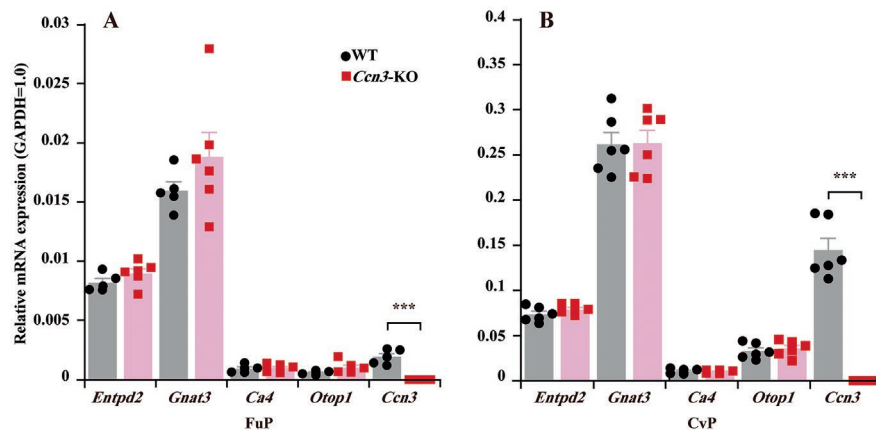 A
B
Relative mRNA expression (GAPDH=1.0)
0.03
0.025
0.02
0.015
0.01
0.005
0
WT
Ccn3-KO
***
Entpd2 Gnat3 Ca4 Otop1 Ccn3
FuP
0.4
0.35
0.3
0.25
0.2
0.15
0.1
0.05
0
***
Entpd2 Gnat3 Ca4 Otop1 Ccn3
CvP